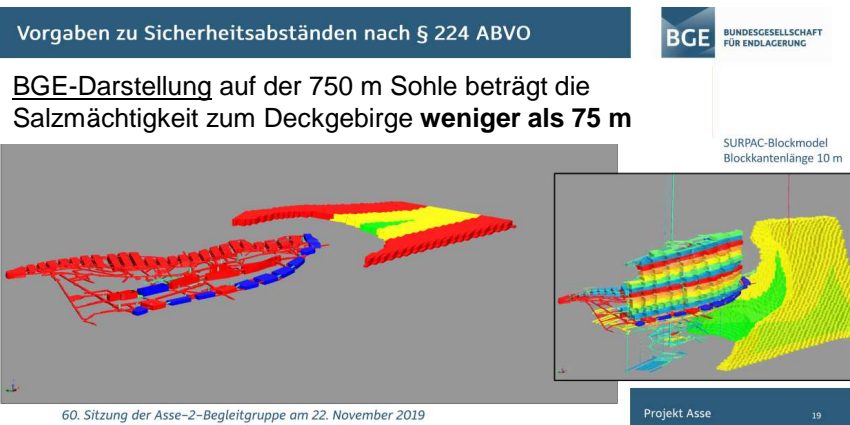 Vorgaben zu Sicherheitsabständen nach § 224 ABVO
BGE
BUNDESGESELLSCHAFT
FÜR ENDLAGERUNG
BGE-Darstellung auf der 750 m Sohle beträgt die
Salzmächtigkeit zum Deckgebirge weniger als 75 m
SURPAC-Blockmodel
Blockkantenlänge 10 m
60. Sitzung der Asse-2-Begleitgruppe am 22. November 2019
Projekt Asse
19